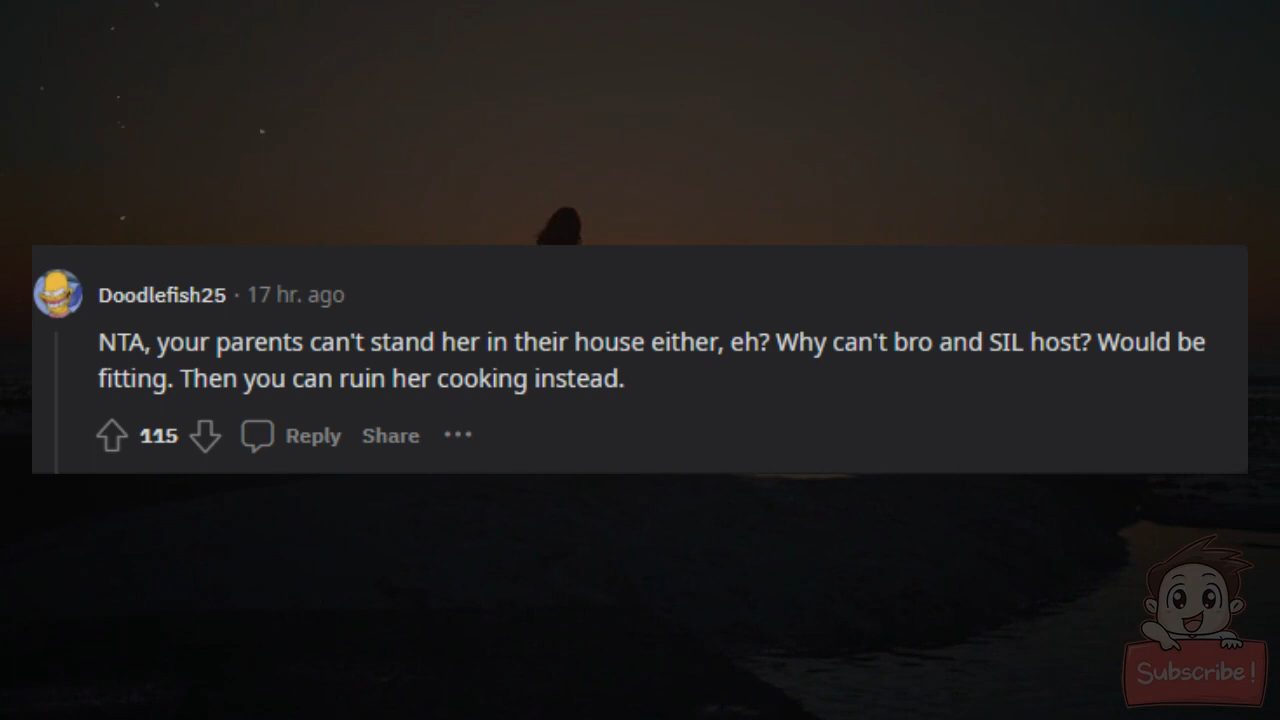 Doodlefish25 · 17 hr. ago
NTA, your parents can't stand her in their house either, eh? Why can't bro and SIL host? Would be
fitting. Then you can ruin her cooking instead.
115 Reply Share ...
Subscribe!